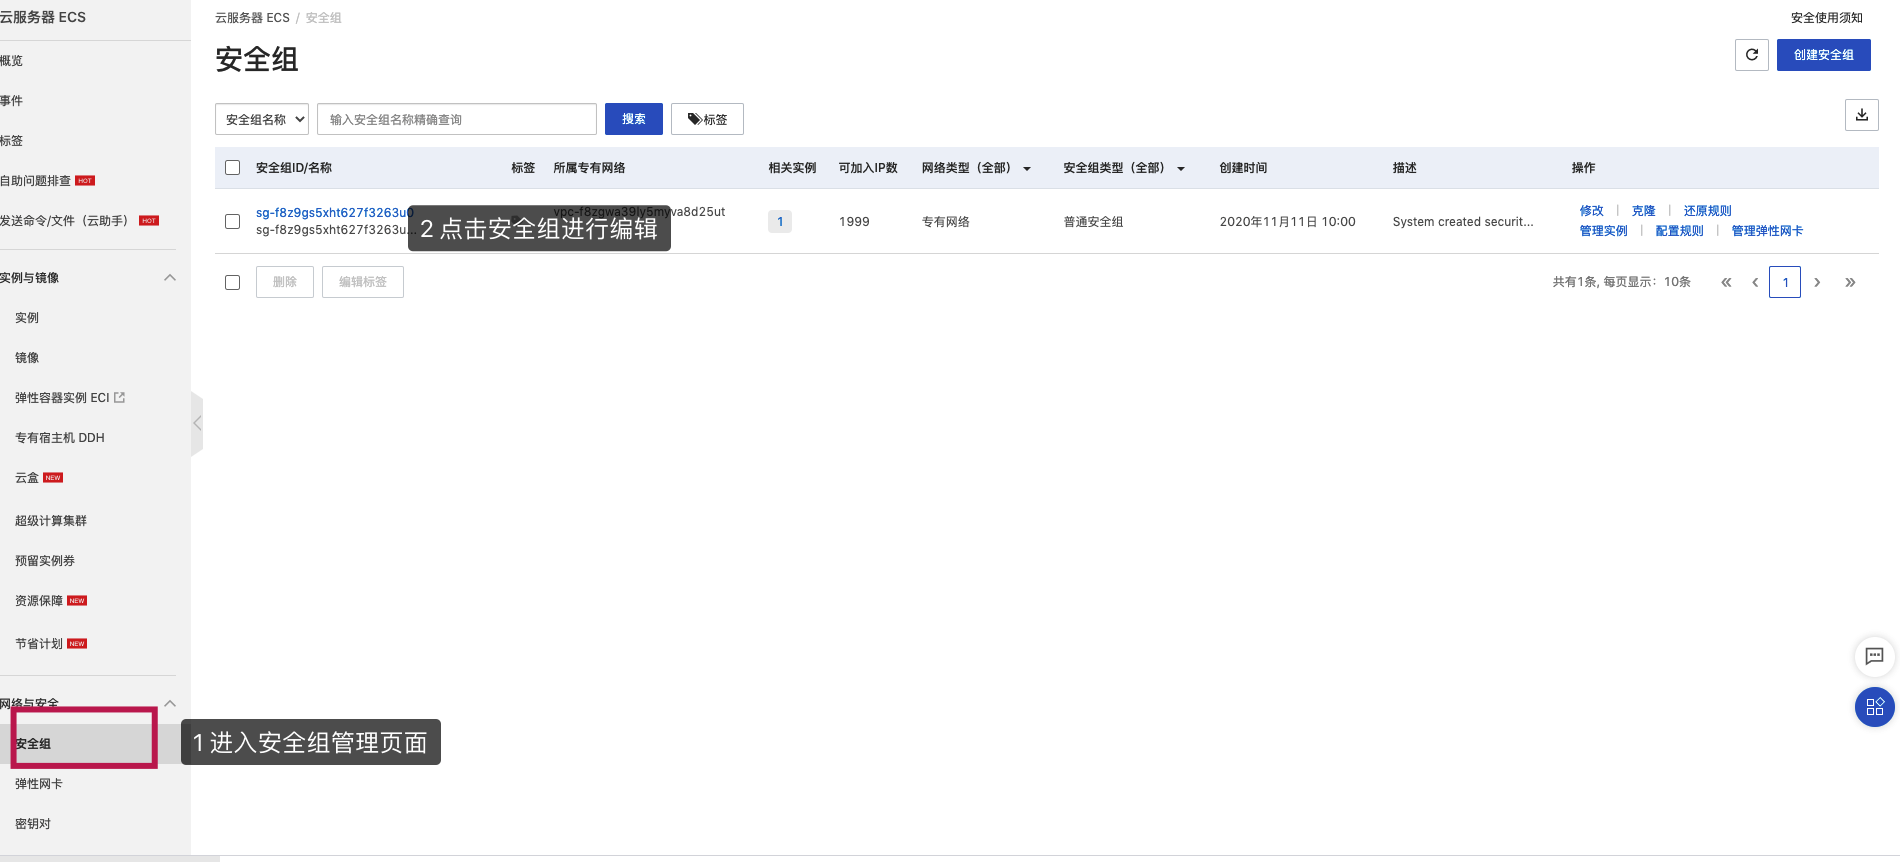 云服务器 ECS
概览
事件
标签
自助问题排查 HOT
发送命令/文件（云助手） HOT
实例与镜像
实例
镜像
弹性容器实例 ECI
专有宿主机 DDH
云盒 NEW
超级计算集群
预留实例券
资源保障 NEW
节省计划 NEW
网络与安全
安全组
弹性网卡
密钥对
1 进入安全组管理页面
云服务器 ECS / 安全组
安全使用须知
安全组
创建安全组
安全组名称 输入安全组名称精确查询 搜索 标签
安全组ID/名称 标签 所属专有网络 相关实例 可加入IP数 网络类型（全部） 安全组类型（全部） 创建时间 描述 操作
sg-f8z9gs5xht627f3263u0
sg-f8z9gs5xht627f3263u...
vpc-f8zgwa39ly5myva8d25ut
2 点击安全组进行编辑
1 1999 专有网络 普通安全组 2020年11月11日 10:00 System created securit...
修改 | 克隆 | 还原规则
管理实例 | 配置规则 | 管理弹性网卡
删除 编辑标签 共有1条, 每页显示：10条 « ‹ 1 › »